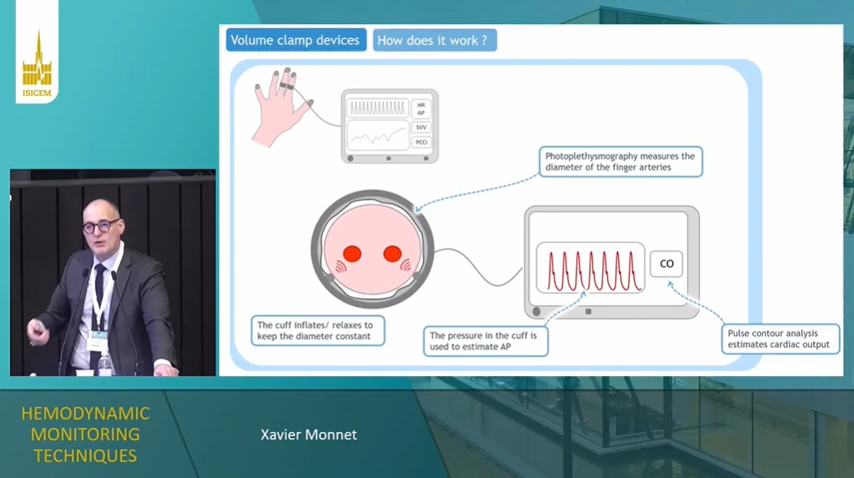 ISICEM
Volume clamp devices
How does it work ?
HR
AP
SVV
PCCI
Photoplethysmography measures the
diameter of the finger arteries
CO
The cuff inflates/ relaxes to
keep the diameter constant
The pressure in the cuff is
used to estimate AP
Pulse contour analysis
estimates cardiac output
HEMODYNAMIC
MONITORING
TECHNIQUES
Xavier Monnet